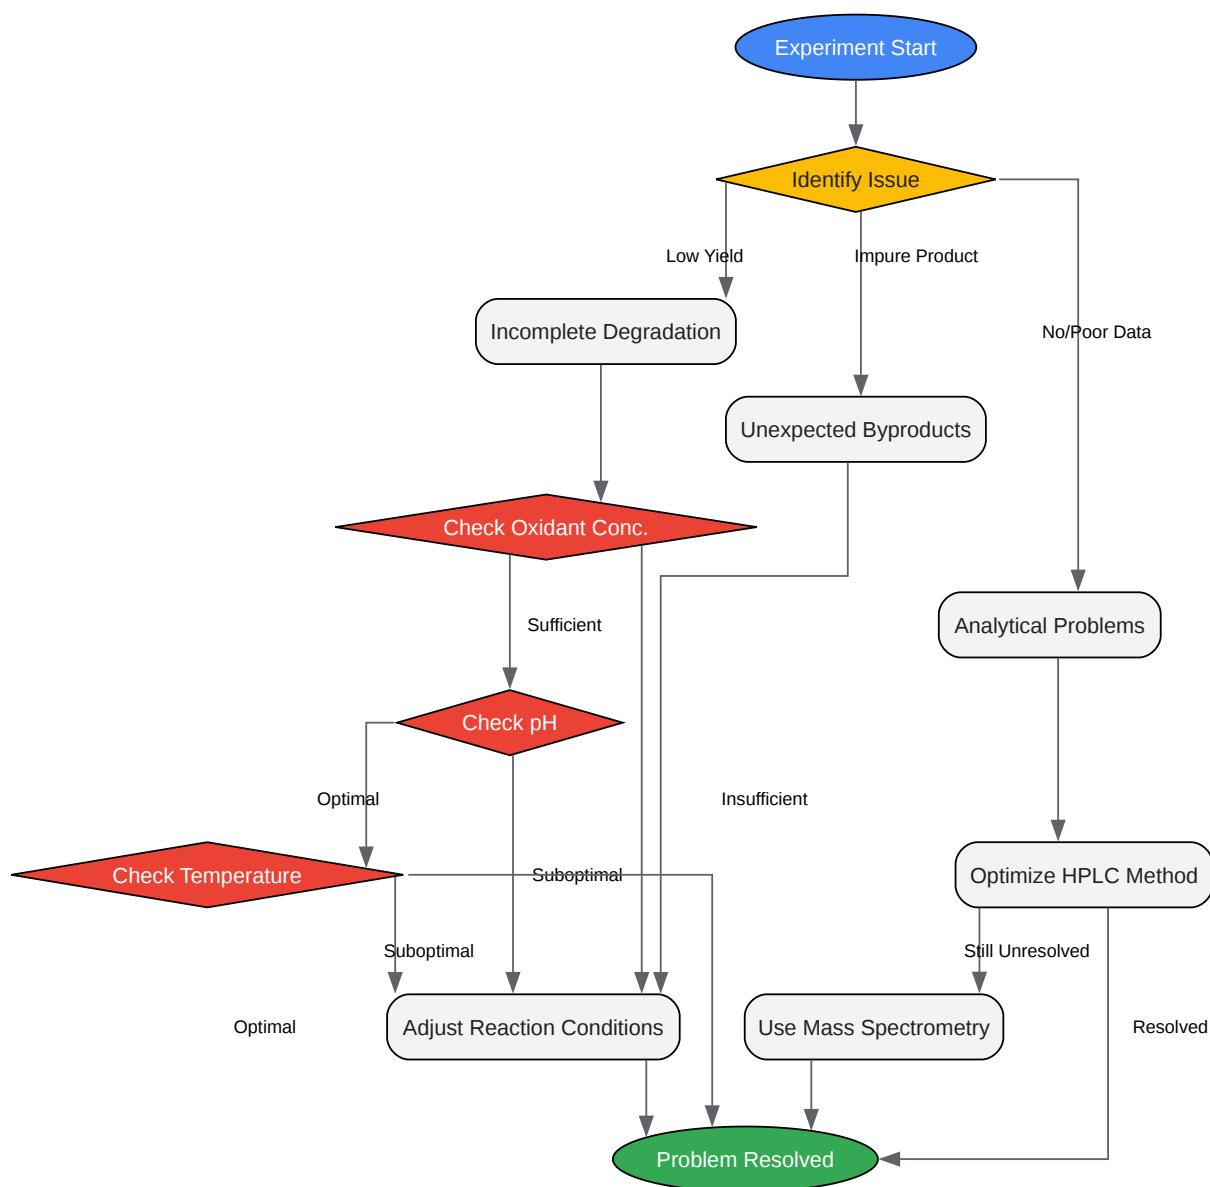 Experiment Start
Identify Issue
Low Yield
Impure Product
Incomplete Degradation
No/Poor Data
Unexpected Byproducts
Check Oxidant Conc.
Sufficient
Analytical Problems
Check pH
Optimal
Insufficient
Check Temperature
Suboptimal
Optimize HPLC Method
Suboptimal
Still Unresolved
Optimal
Adjust Reaction Conditions
Use Mass Spectrometry
Resolved
Problem Resolved